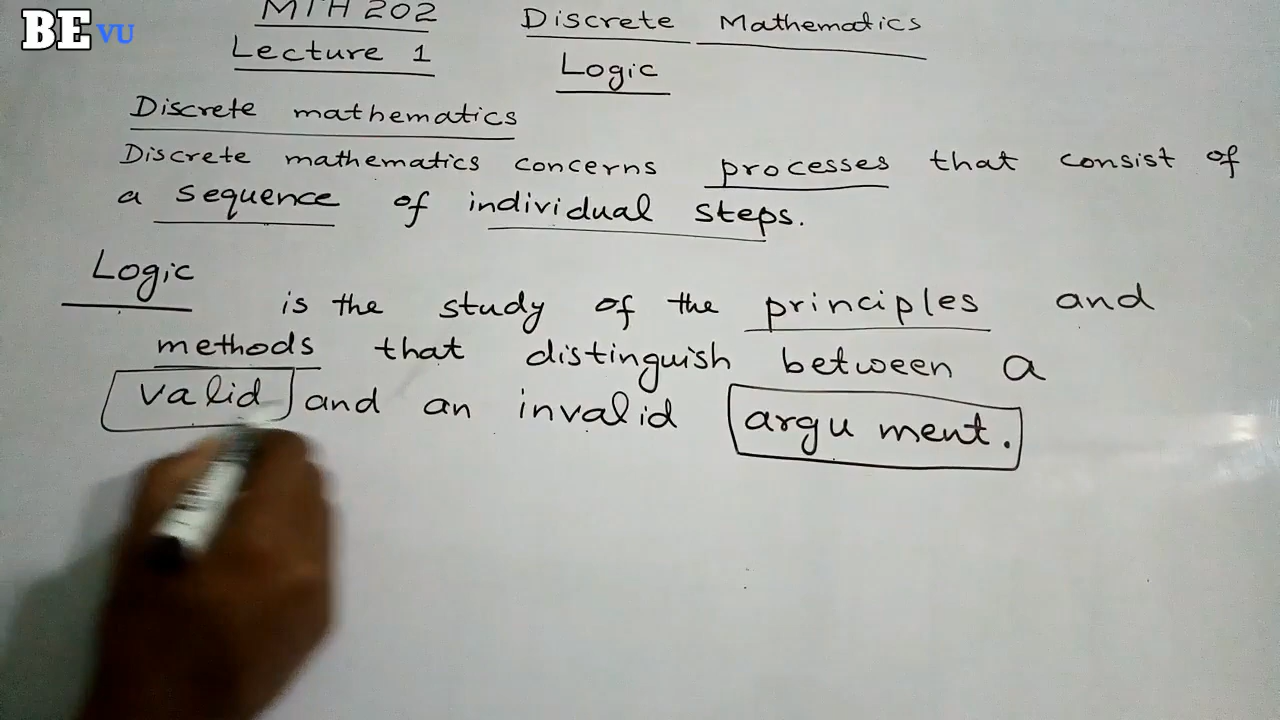 BE VU
MTH 202 Discrete Mathematics
Lecture 1 Logic
Discrete mathematics
Discrete mathematics concerns processes that consist of
a sequence of individual steps.
Logic is the study of the principles and
methods that distinguish between a
valid and an invalid argu ment.